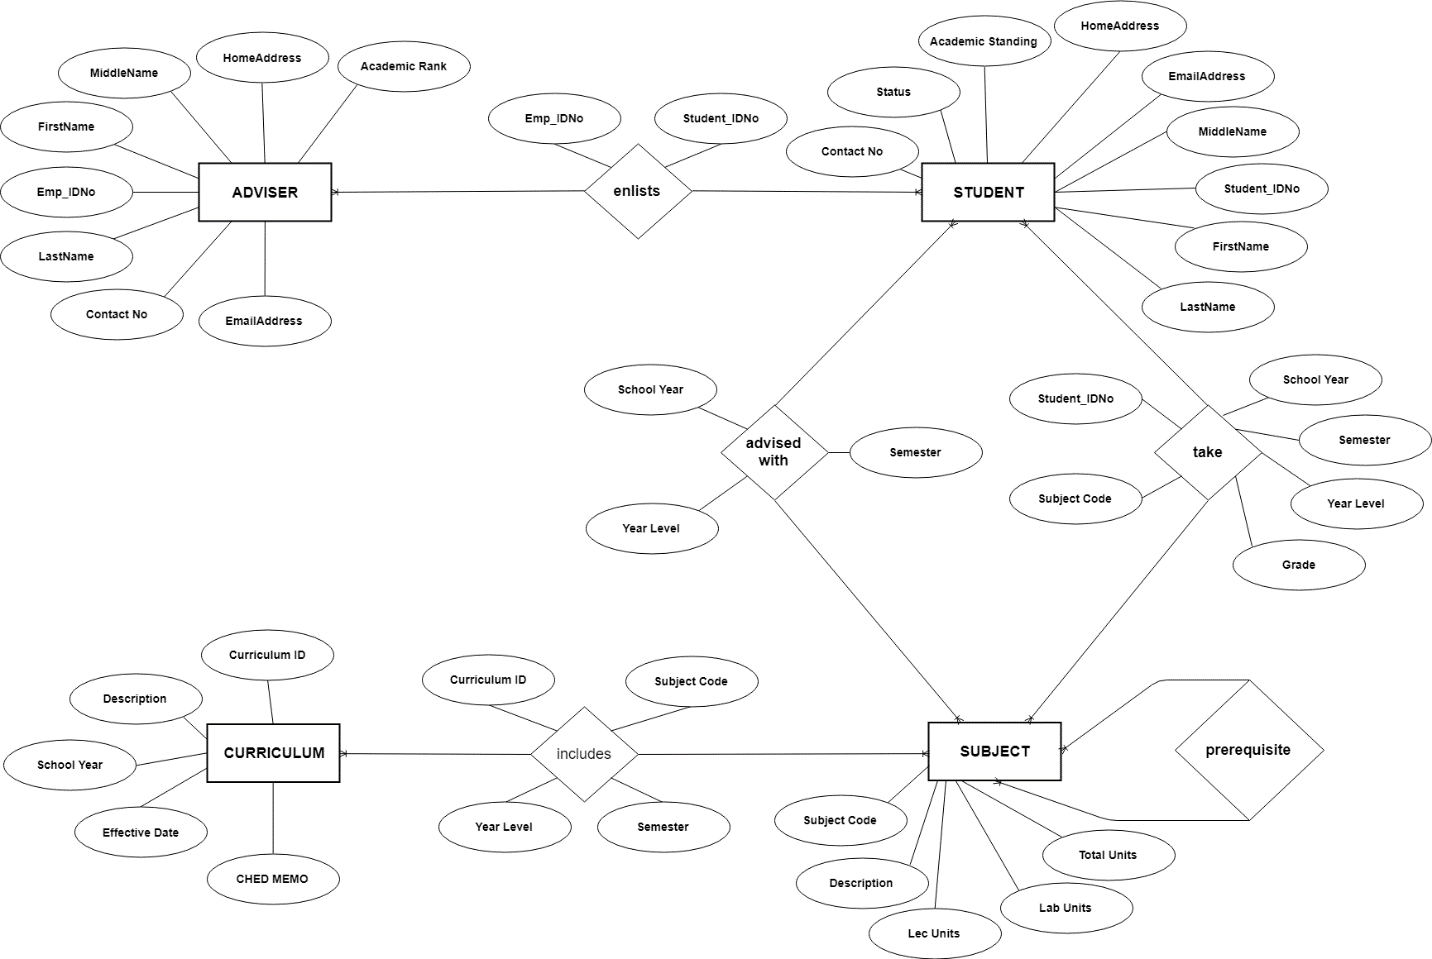 HomeAddress
Academic Standing
HomeAddress
Academic Rank
MiddleName
EmailAddress
Status
Emp_IDNo
Student_IDNo
FirstName
MiddleName
Contact No
Emp_IDNo
ADVISER
enlists
STUDENT
Student_IDNo
LastName
FirstName
Contact No
EmailAddress
LastName
School Year
School Year
Student_IDNo
advised
with
Semester
take
Semester
Subject Code
Year Level
Year Level
Grade
Curriculum ID
Curriculum ID
Subject Code
Description
School Year
CURRICULUM
includes
SUBJECT
prerequisite
Effective Date
Year Level
Semester
Subject Code
Total Units
CHED MEMO
Description
Lab Units
Lec Units